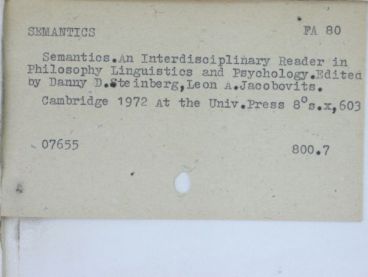 SEMANTICS FA 80
Semantics.An Interdisciplinary Reader in
Philosophy Linguistics and Psychology.Edited
by Danny D.Steinberg,Leon A.Jacobovits.
Cambridge 1972 At the Univ.Press 8°s.x,603
07655 800.7